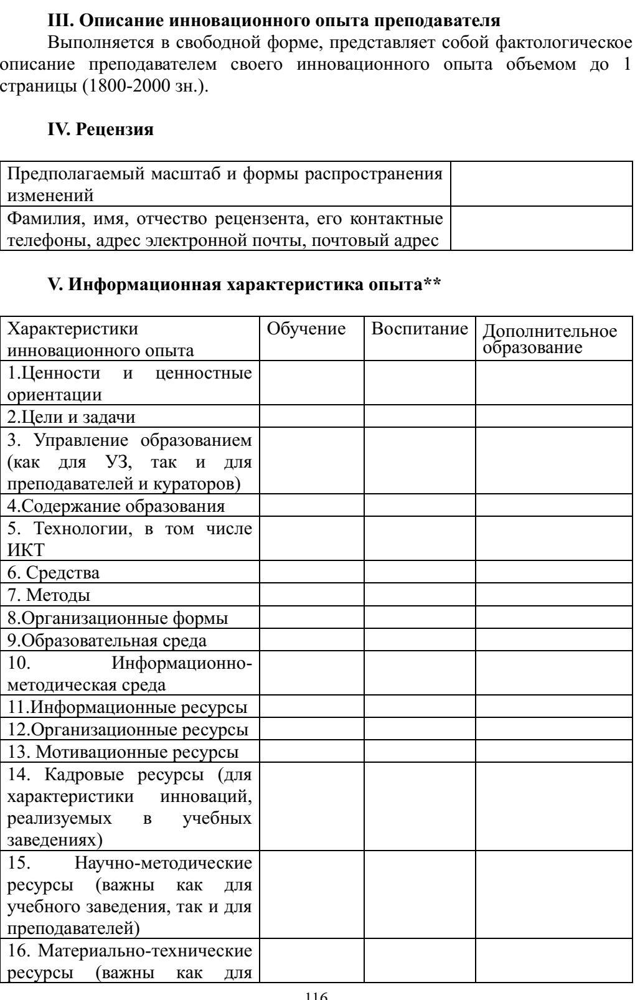 III. Описание инновационного опыта преподавателя
Выполняется в свободной форме, представляет собой фактологическое
описание преподавателем своего инновационного опыта объемом до 1
страницы (1800-2000 зн.).
IV. Рецензия
Предполагаемый масштаб и формы распространения
изменений
Фамилия, имя, отчество рецензента, его контактные
телефоны, адрес электронной почты, почтовый адрес
V. Информационная характеристика опыта**
Характеристики
инновационного опыта
Обучение
Воспитание
Дополнительное
образование
1.Ценности и ценностные
ориентации
2.Цели и задачи
3. Управление образованием
(как для УЗ, так и для
преподавателей и кураторов)
4.Содержание образования
5. Технологии, в том числе
ИКТ
6. Средства
7. Методы
8.Организационные формы
9.Образовательная среда
10. Информационно-
методическая среда
11.Информационные ресурсы
12.Организационные ресурсы
13. Мотивационные ресурсы
14. Кадровые ресурсы (для
характеристики инноваций,
реализуемых в учебных
заведениях)
15. Научно-методические
ресурсы (важны как для
учебного заведения, так и для
преподавателей)
16. Материально-технические
ресурсы (важны как для
116